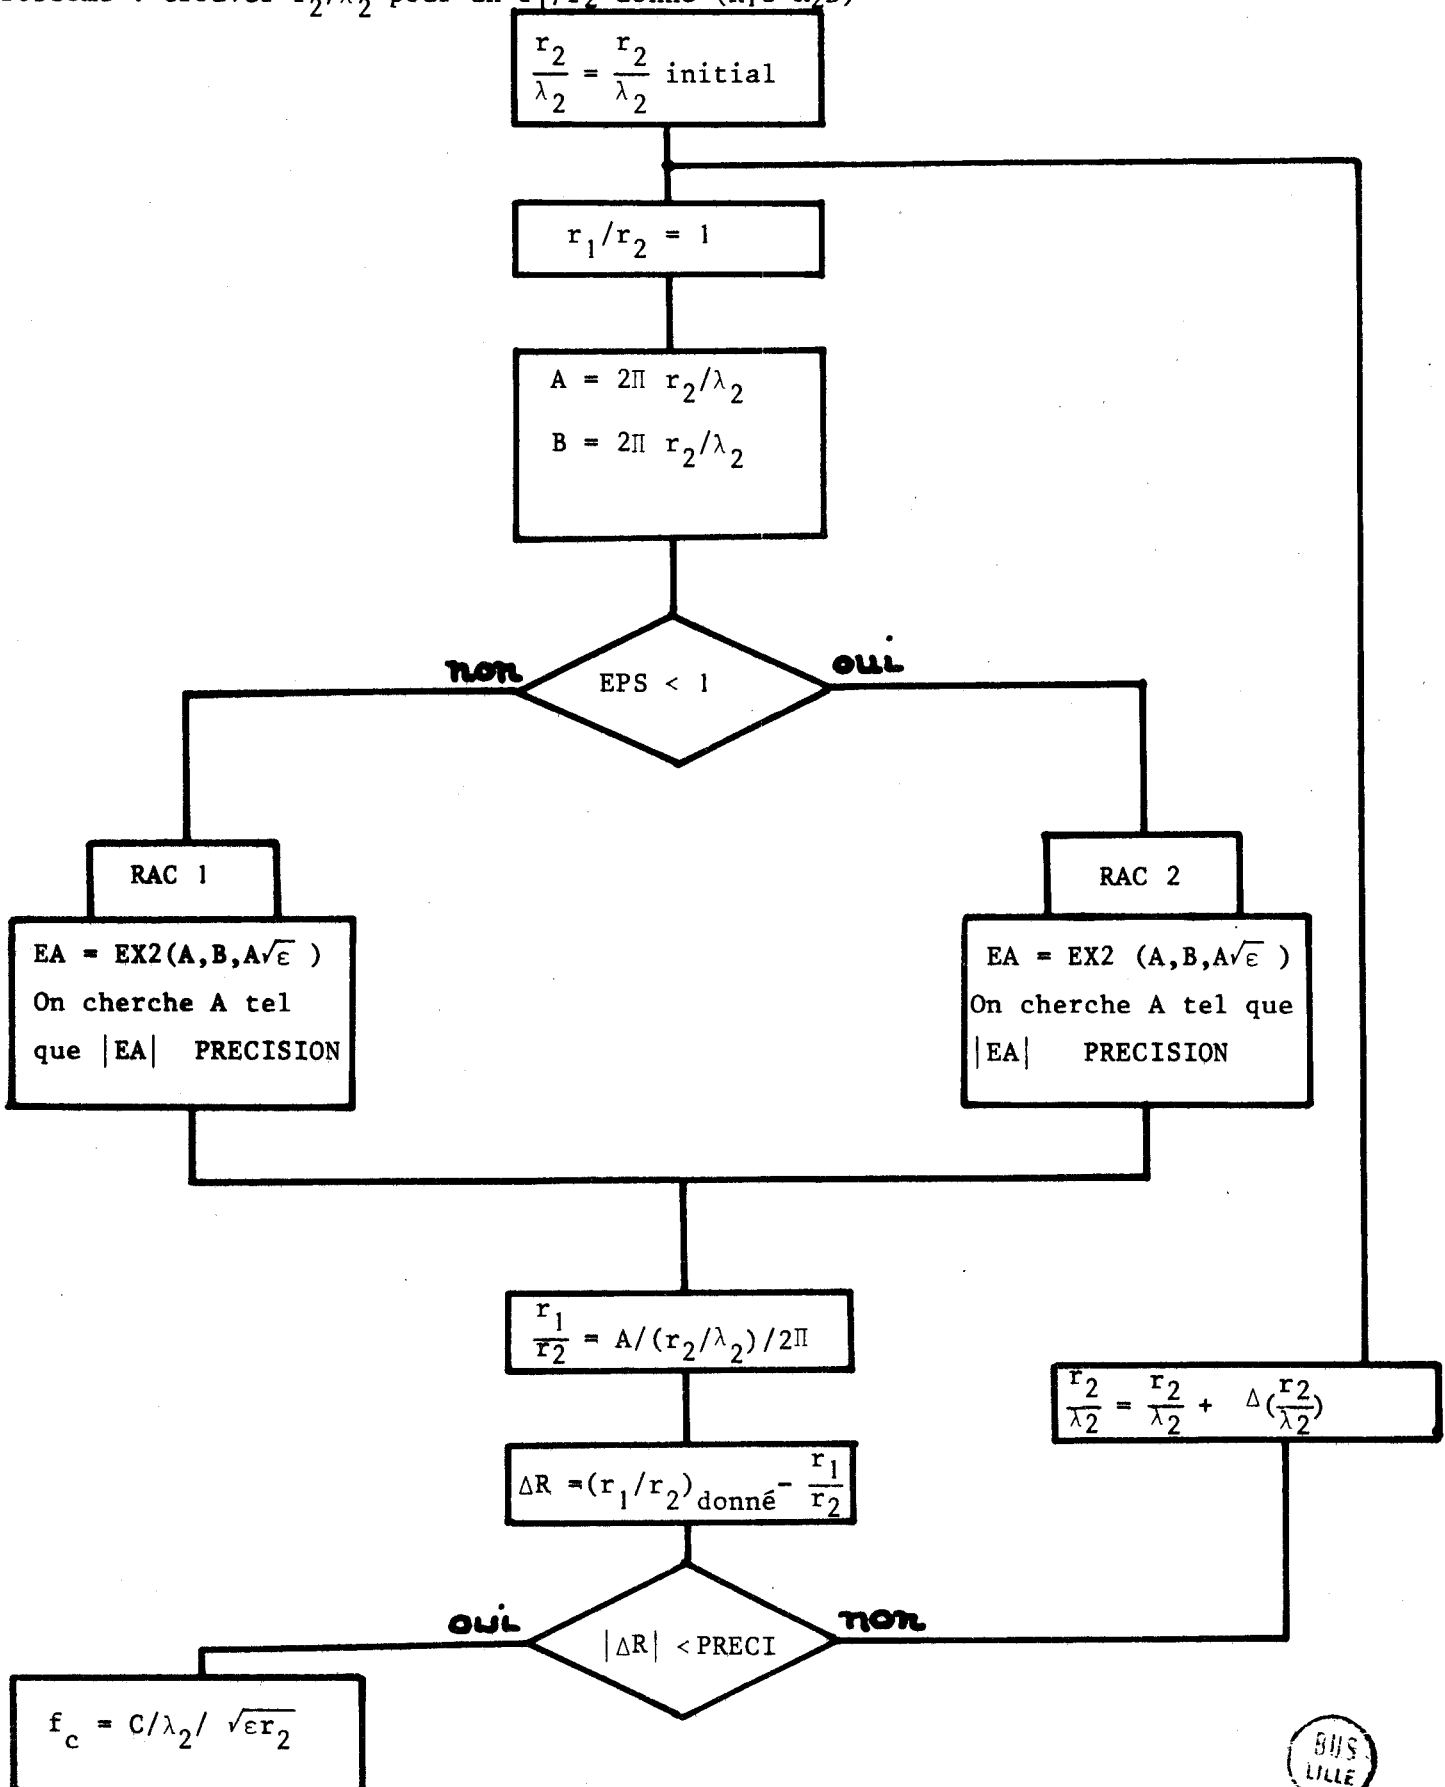 r₂/λ₂ = r₂/λ₂ initial
r₁/r₂ = 1
A = 2Π r₂/λ₂
B = 2Π r₂/λ₂
EPS < 1
non
oui
RAC 1
EA = EX2(A,B,A√ε )
On cherche A tel
que |EA| PRECISION
RAC 2
EA = EX2 (A,B,A√ε )
On cherche A tel que
|EA| PRECISION
r₁/r₂ = A/(r₂/λ₂)/2Π
r₂/λ₂ = r₂/λ₂ + Δ(r₂/λ₂)
ΔR =(r₁/r₂)donné- r₁/r₂
|ΔR| < PRECI
oui
non
f_c = C/λ₂/ √εr₂
BUS
LILLE